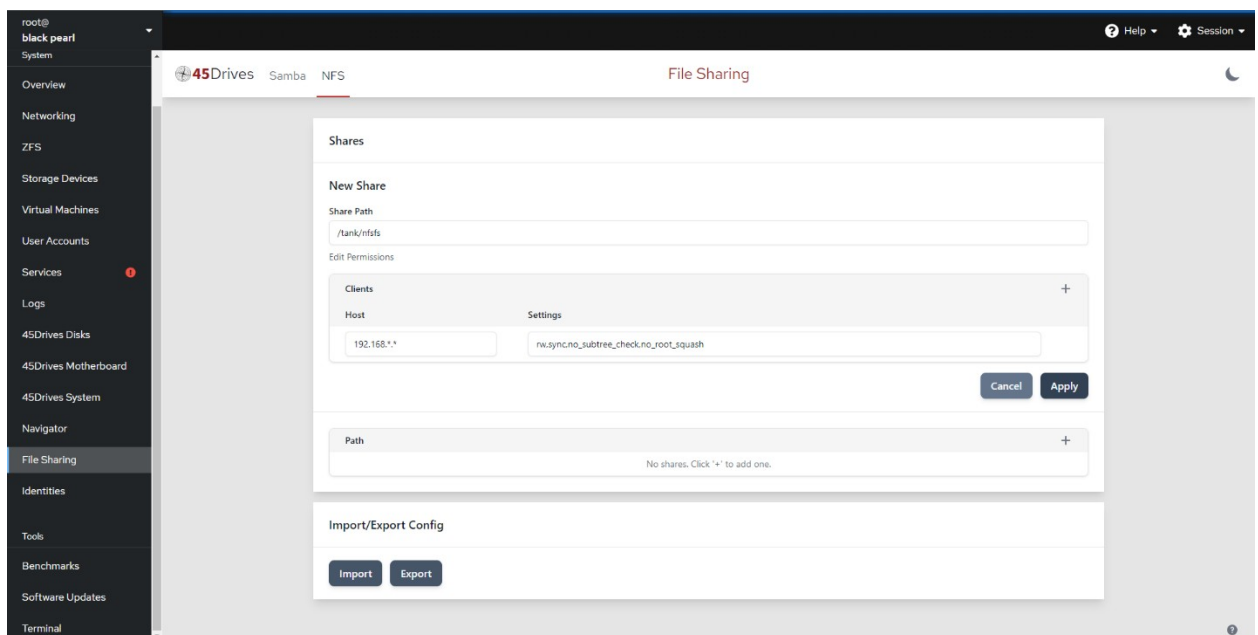 root@
black pearl
Help
Session
System
Overview
Networking
ZFS
Storage Devices
Virtual Machines
User Accounts
Services
Logs
45Drives Disks
45Drives Motherboard
45Drives System
Navigator
File Sharing
Identities
Tools
Benchmarks
Software Updates
Terminal
45Drives Samba NFS File Sharing
Shares
New Share
Share Path
/tank/nfsfs
Edit Permissions
Clients +
Host Settings
192.168.*.* rw,sync,no_subtree_check,no_root_squash
Cancel Apply
Path +
No shares. Click '+' to add one.
Import/Export Config
Import Export